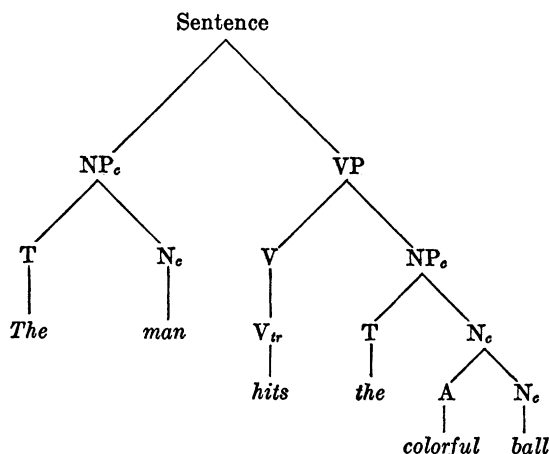 Sentence
NPc VP
T Nc V NPc
The man Vtr T Nc
hits the A Nc
colorful ball